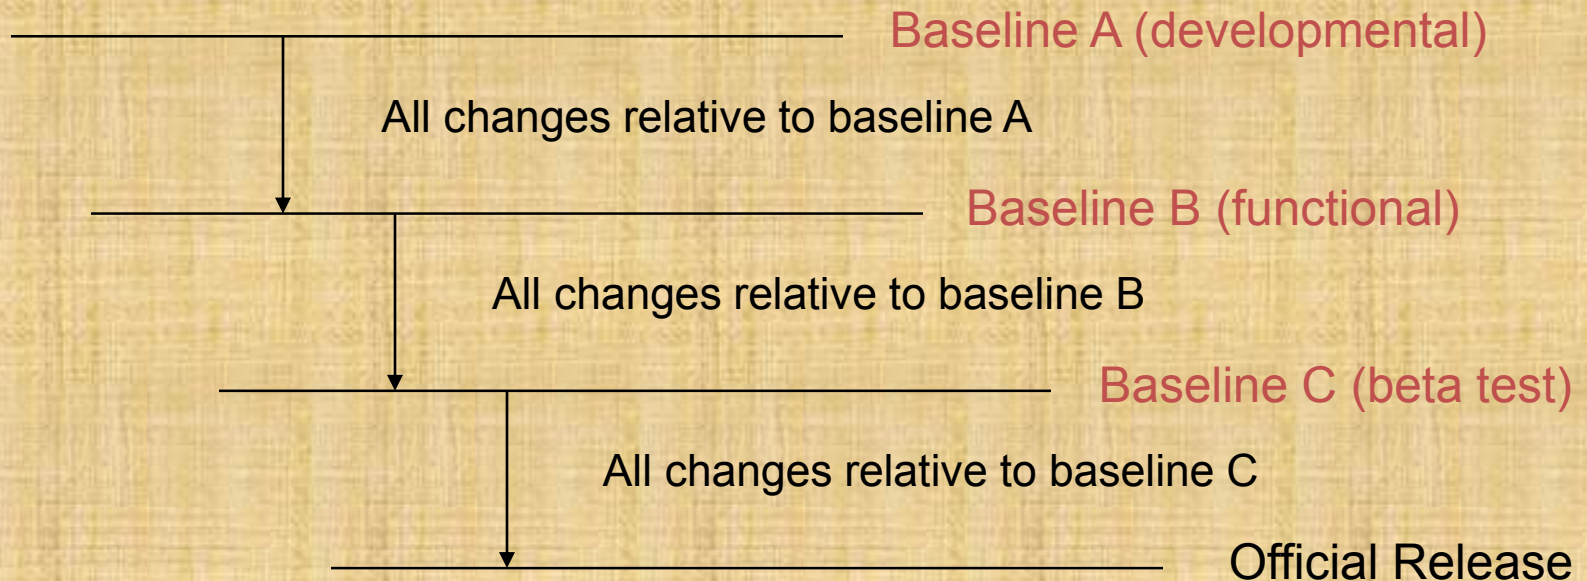 Baseline A (developmental)
All changes relative to baseline A
Baseline B (functional)
All changes relative to baseline B
Baseline C (beta test)
All changes relative to baseline C
Official Release